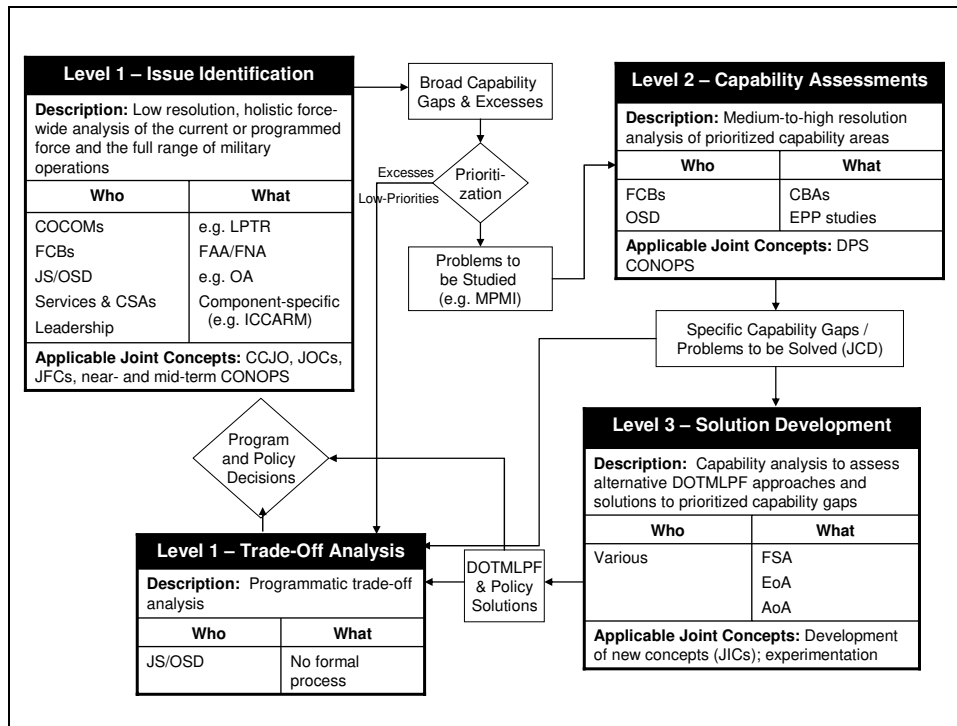 Level 1 – Issue Identification
Description: Low resolution, holistic force-
wide analysis of the current or programmed
force and the full range of military
operations
Who
What
COCOMs
e.g. LPTR
FCBs
FAA/FNA
JS/OSD
e.g. OA
Services & CSAs
Component-specific
(e.g. ICCARM)
Leadership
Applicable Joint Concepts: CCJO, JOCs,
JFCs, near- and mid-term CONOPS
Broad Capability
Gaps & Excesses
Prioriti-
zation
Excesses
Low-Priorities
Problems to
be Studied
(e.g. MPMI)
Level 2 – Capability Assessments
Description: Medium-to-high resolution
analysis of prioritized capability areas
Who
What
FCBs
CBAs
OSD
EPP studies
Applicable Joint Concepts: DPS
CONOPS
Specific Capability Gaps /
Problems to be Solved (JCD)
Level 3 – Solution Development
Description: Capability analysis to assess
alternative DOTMLPF approaches and
solutions to prioritized capability gaps
Who
What
Various
FSA
EoA
AoA
Applicable Joint Concepts: Development
of new concepts (JICs); experimentation
DOTMLPF
& Policy
Solutions
Program
and Policy
Decisions
Level 1 – Trade-Off Analysis
Description: Programmatic trade-off
analysis
Who
What
JS/OSD
No formal
process